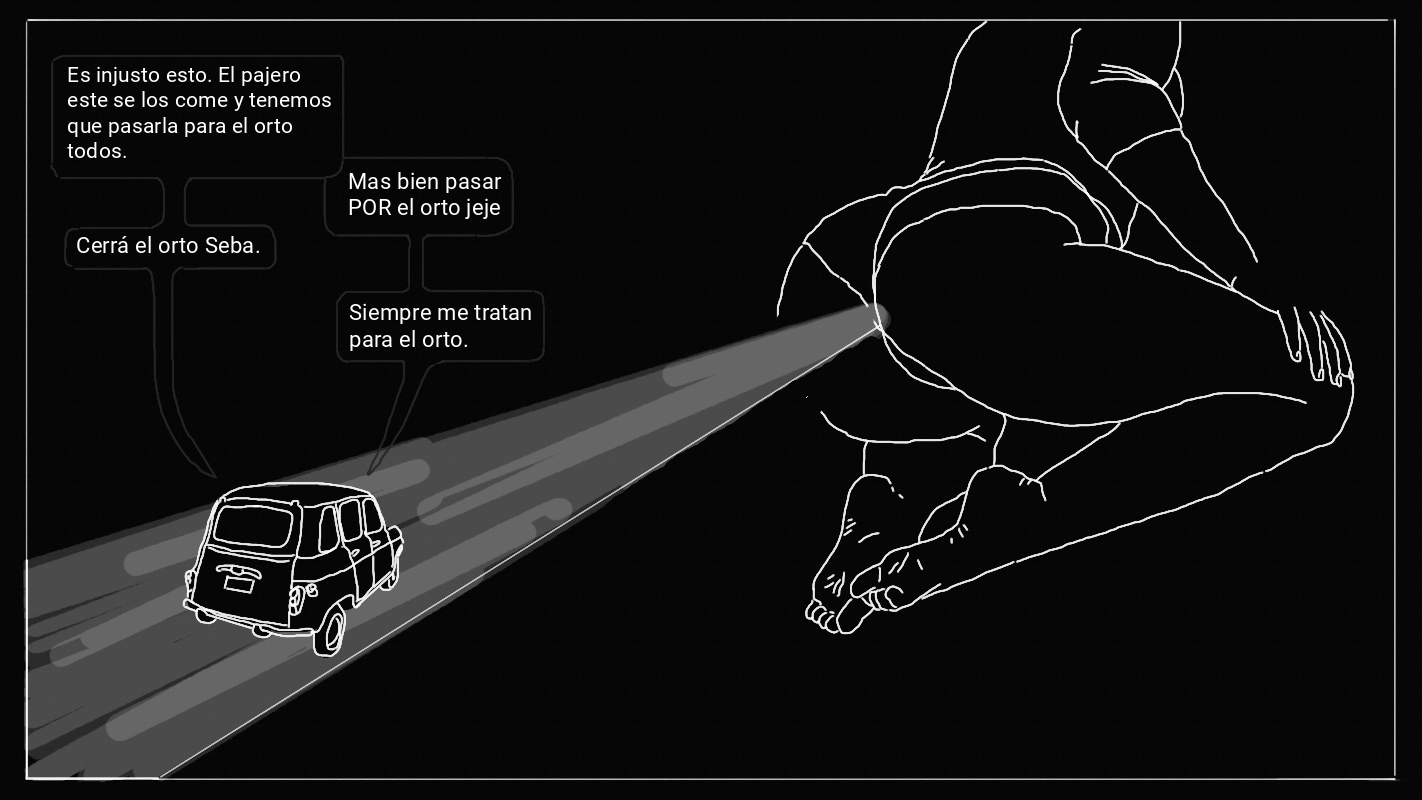 Es injusto esto. El pajero
este se los come y tenemos
que pasarla para el orto
todos.
Mas bien pasar
POR el orto jeje
Cerrá el orto Seba.
Siempre me tratan
para el orto.